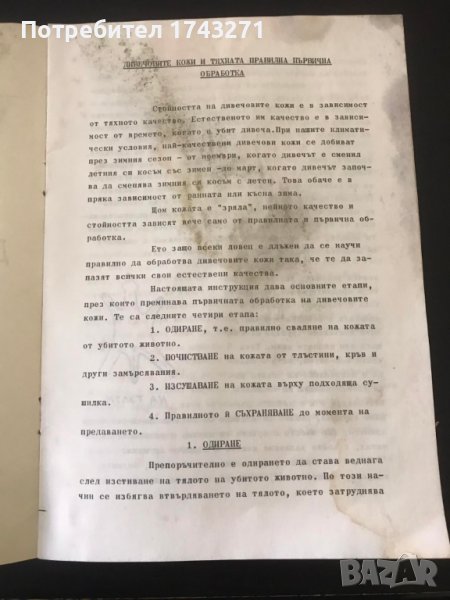 Потребител 1743271
обработката
ДИВЕЧОВИТЕ КОЖИ И ТЯХНАТА ПРАВИЛНА ПЪРВИЧНА
ОБРАБОТКА
Стойността на дивечовите кожи е в зависимост
от тяхното качество. Естественото им качество е в зависи-
мост от времето, когато е убит дивеча.При нашите климати-
чески условия, най-качествени дивечови кожи се добиват
през зимния сезон - от ноември, когато дивечът е сменил
летния си косъм със зимен -до март, когато дивечът започ-
ва да сменява зимния си косъм с летен. Това обаче е в
пряка зависимост от ранната или късна зима.
Щом кожата е "зряла", нейното качество и
стойността зависят вече само от правилната и първична об-
работка.
Ето защо всеки ловец е длъжен да се научи
правилно да обработва дивечовите кожи така, че те да за-
пазят всички свои естествени качества.
Настоящата инструкция дава основните етапи,
през които преминава първичната обработка на дивечовите
кожи. Те са следните четири етапа:
1. ОДИРАНЕ, т.е. правилно сваляне на кожата
от убитото животно.
2. ПОЧИСТВАНЕ на кожата от тлъстини, кръв и
други замърсявания.
3. ИЗСУШАВАНЕ на кожата върху подходяща су-
шилка.
4. Правилното ѝ СЪХРАНЯВАНЕ до момента на
предаването.
1. ОДИРАНЕ
Препоръчително е одирането да става веднага
след изстиване на тялото на убитото животно. По този на-
чин се избягва втвърдяването на тялото, което затруднява
BAZAR